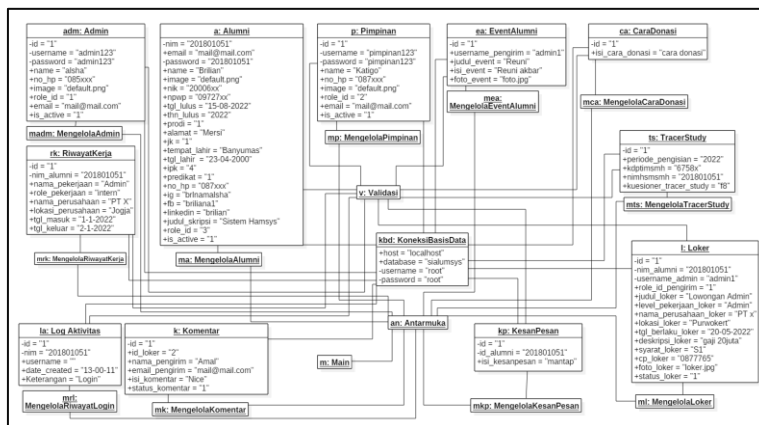 adm: Admin
-id = "1"
-username = "admin123"
-password = "admin123"
+name = "alsha"
+no_hp = "085xxx"
+image = "default.png"
+role_id = "1"
+email = "mail@mail.com"
+is_active = "1"
madm: MengelolaAdmin
rk: RiwayatKerja
-id = "1"
-nim_alumni = "201801051"
+nama_pekerjaan = "Admin"
+role_pekerjaan = "intern"
+nama_perusahaan = "PT X"
+lokasi_perusahaan = "Jogja"
+tgl_masuk = "1-1-2022"
+tgl_keluar = "2-1-2022"
mrk: MengelolaRiwayatKerja
a: Alumni
-nim = "201801051"
+email = "mail@mail.com"
-password = "201801051"
+name = "Brilian"
+image = "default.png"
+nik = "20006xx"
+npwp = "09727xx"
+tgl_lulus = "15-08-2022"
+thn_lulus = "2022"
+prodi = "1"
+alamat = "Mersi"
+jk = "1"
+tempat_lahir = "Banyumas"
+tgl_lahir = "23-04-2000"
+ipk = "4"
+predikat = "1"
+no_hp = "087xxx"
+ig = "brlnamalsha"
+fb = "briliana1"
+linkedin = "brilian"
+judul_skripsi = "Sistem Hamsys"
+role_id = "3"
+is_active = "1"
ma: MengelolaAlumni
p: Pimpinan
-id = "1"
-username = "pimpinan123"
-password = "pimpinan123"
+name = "Katigo"
+no_hp = "087xxx"
+image = "default.png"
+role_id = "2"
+email = "mail@mail.com"
+is_active = "1"
mp: MengelolaPimpinan
ea: EventAlumni
-id = "1"
+username_pengirim = "admin1"
+judul_event = "Reuni"
+isi_event = "Reuni akbar"
+foto_event = "foto.jpg"
mea:
MengelolaEventAlumni
ca: CaraDonasi
-id = "1"
+isi_cara_donasi = "cara donasi"
mca: MengelolaCaraDonasi
ts: TracerStudy
-id = "1"
+periode_pengisian = "2022"
+kdptimsmh = "6758x"
+nimhsmsmh = "201801051"
+kuesioner_tracer_study = "f8"
mts: MengelolaTracerStudy
v: Validasi
kbd: KoneksiBasisData
+host = "localhost"
+database = "sialumsys"
-username = "root"
-password = "root"
an: Antarmuka
m: Main
l: Loker
-id = "1"
-nim_alumni = "201801051"
-username_admin = "admin1"
+role_id_pengirim = "1"
+judul_loker = "Lowongan Admin"
+level_pekerjaan_loker = "Admin"
+nama_perusahaan_loker = "PT x"
+lokasi_loker = "Purwokert"
+tgl_berlaku_loker = "20-05-2022"
+deskripsi_loker = "gaji 20juta"
+syarat_loker = "S1"
+cp_loker = "0877765"
+foto_loker = "loker.jpg"
+status_loker = "1"
ml: MengelolaLoker
la: Log Aktivitas
-id = "1"
-nim = "201801051"
+username = ""
+date_created = "13-00-11"
+Keterangan = "Login"
mrl:
MengelolaRiwayatLogin
k: Komentar
-id = "1"
+id_loker = "2"
+nama_pengirim = "Amal"
+email_pengirim = "mail@mail.com"
+isi_komentar = "Nice"
+status_komentar = "1"
mk: MengelolaKomentar
kp: KesanPesan
-id = "1"
-id_alumni = "201801051"
+isi_kesanpesan = "mantap"
mkp: MengelolaKesanPesan